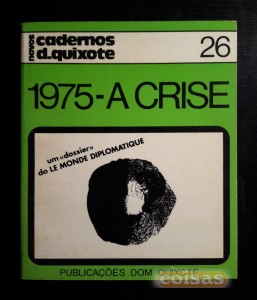 novos
cadernos
d.quixote
26
1975-A CRISE
um «dossier»
do LE MONDE DIPLOMATIQUE
PUBLICAÇÕES DOM QUIXOTE
coisas